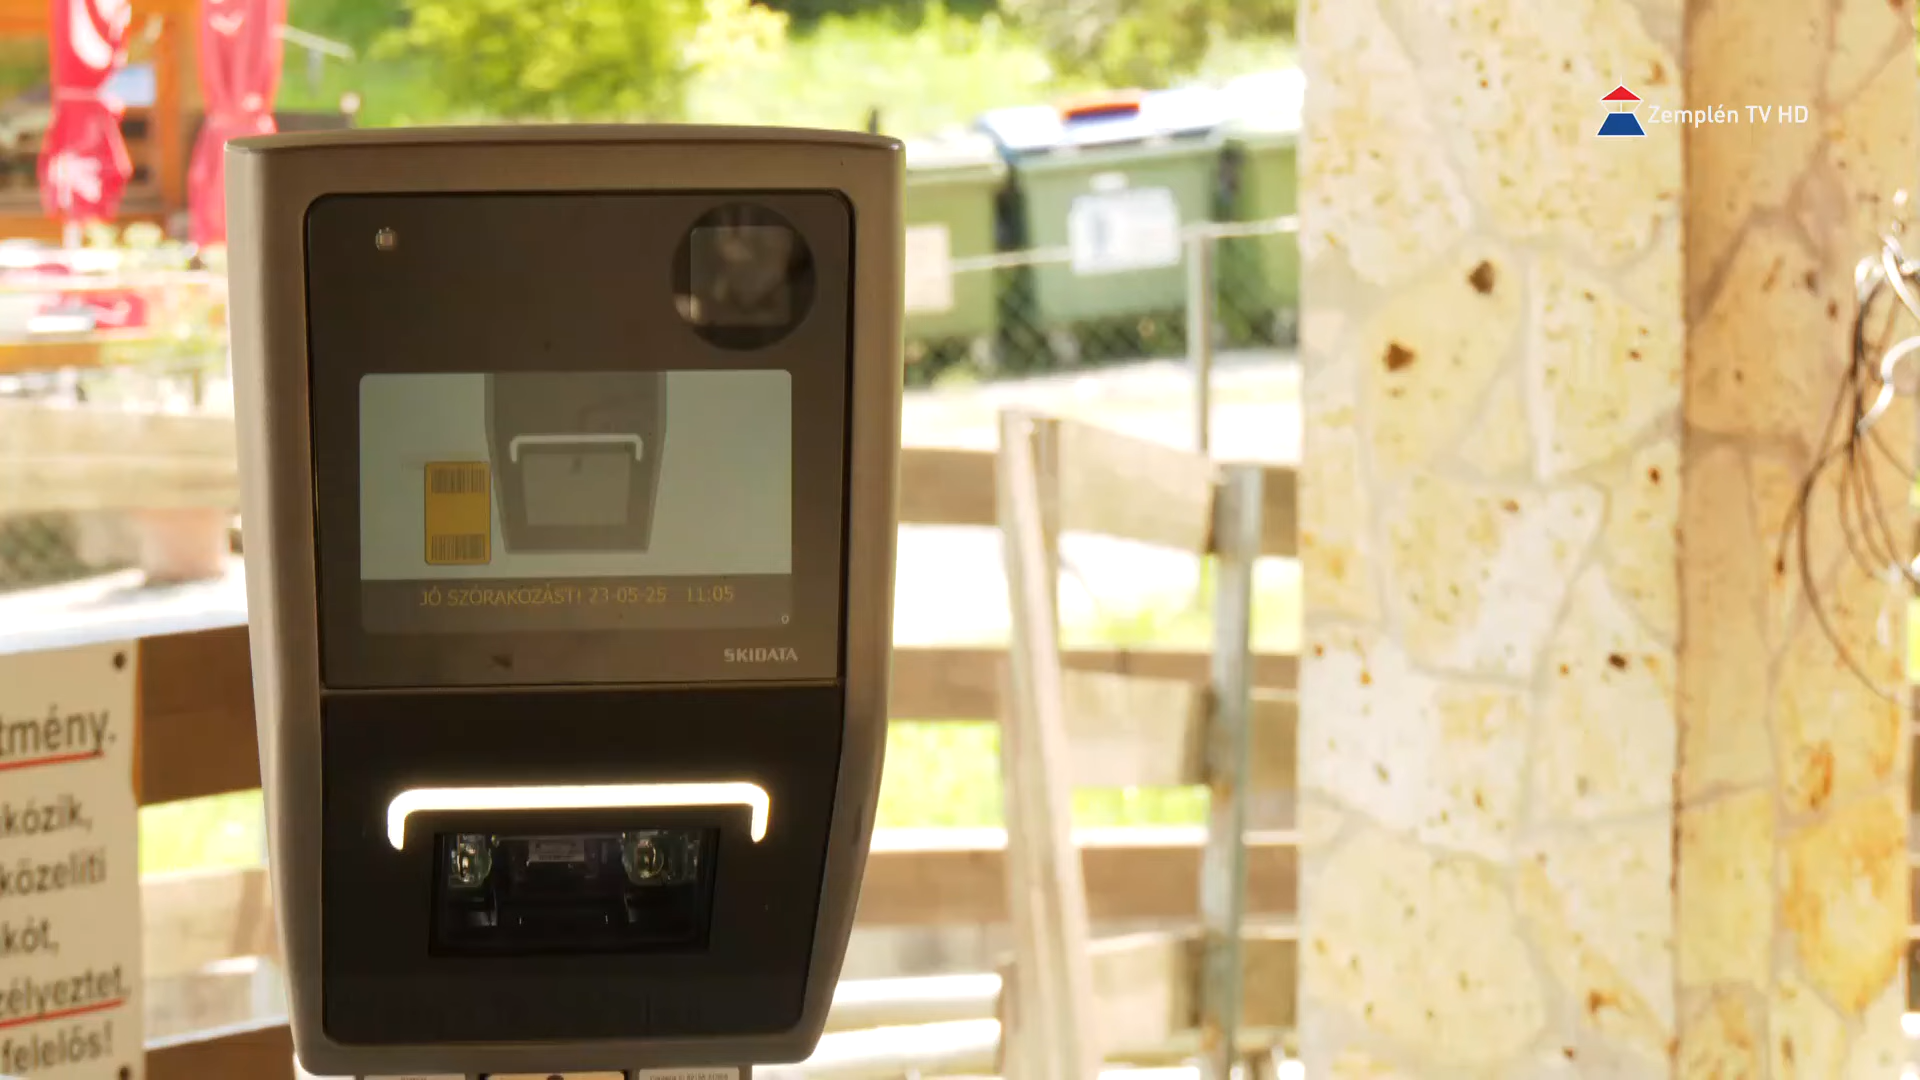 Zemplén TV HD
JÓ SZÓRAKOZÁST! 23-05-25 11:05
SKIDATA
tmény.
kózik,
közelíti
kót,
zélyeztet,
felelős!